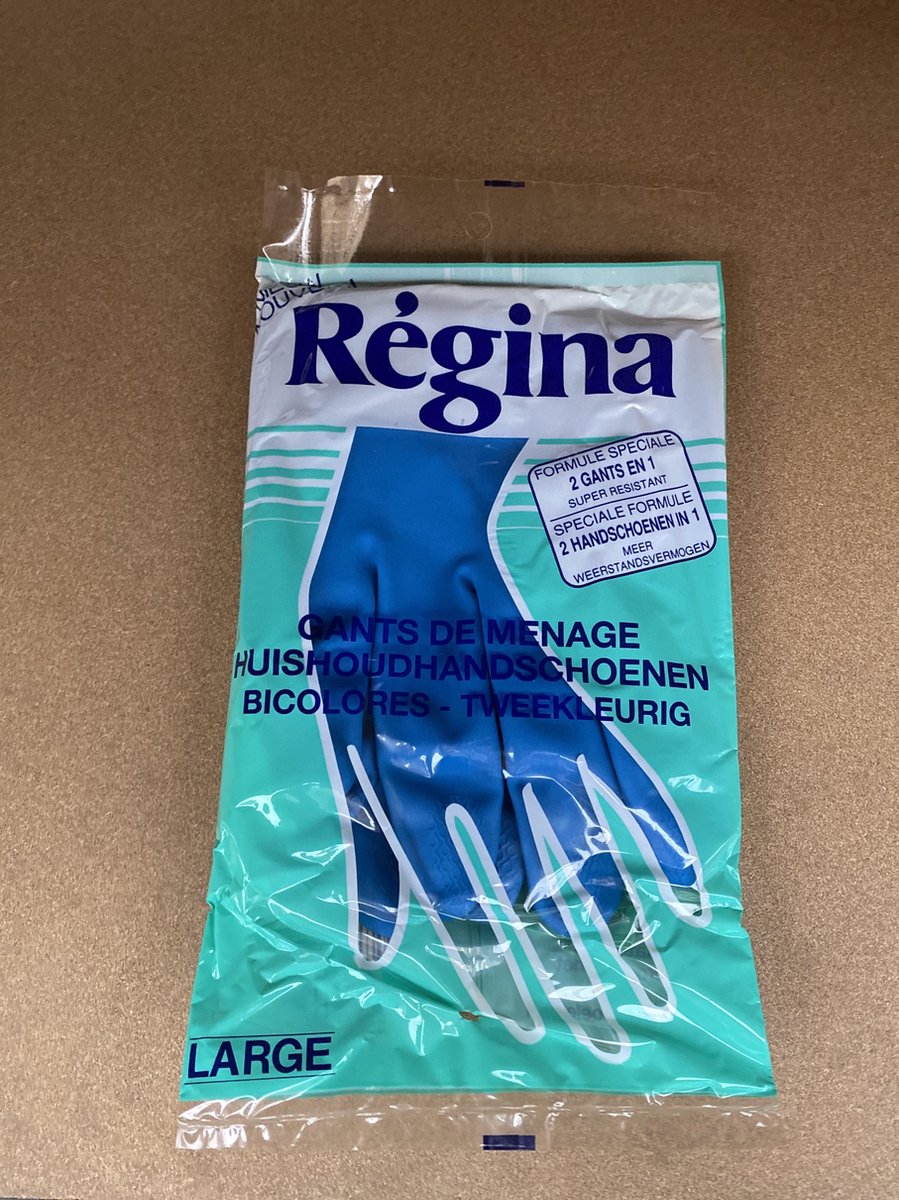 Régina
FORMULE SPECIALE
2 GANTS EN 1
SUPER RESISTANT
SPECIALE FORMULE
2 HANDSCHOENEN IN 1
MEER
WEERSTANDSVERMOGEN
GANTS DE MENAGE
HUISHOUDHANDSCHOENEN
BICOLORES - TWEEKLEURIG
LARGE